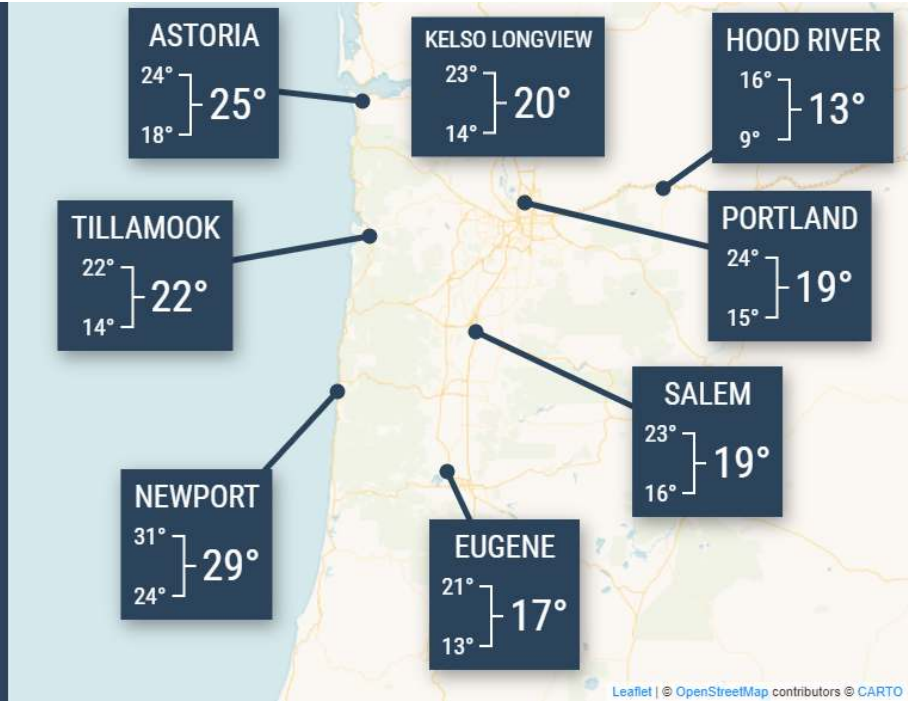 ASTORIA
24°
25°
18°
KELSO LONGVIEW
23°
20°
14°
HOOD RIVER
16°
13°
9°
TILLAMOOK
22°
22°
14°
PORTLAND
24°
19°
15°
SALEM
23°
19°
16°
NEWPORT
31°
29°
24°
EUGENE
21°
17°
13°
Leaflet | © OpenStreetMap contributors © CARTO